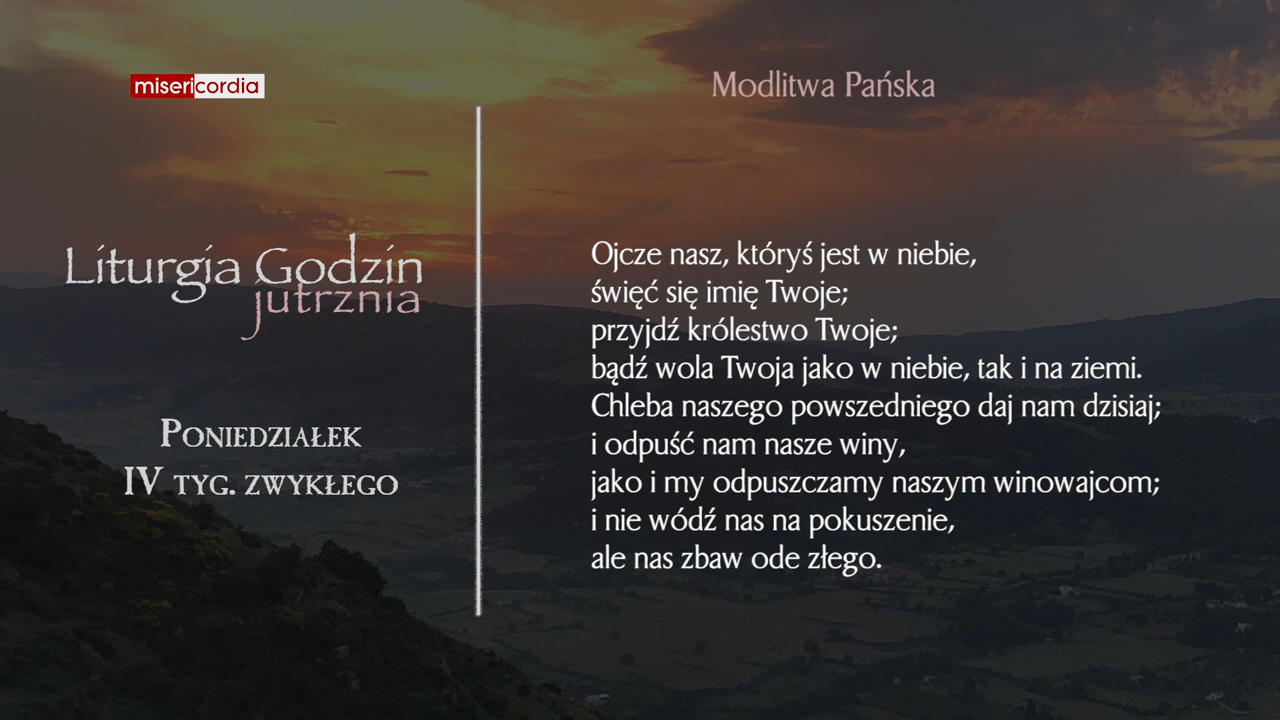 misericordia
Liturgia Godzin
jutrznia
Poniedziałek
IV tyg. zwykłego
Modlitwa Pańska
Ojcze nasz, któryś jest w niebie,
święć się imię Twoje;
przyjdź królestwo Twoje;
bądź wola Twoja jako w niebie, tak i na ziemi.
Chleba naszego powszedniego daj nam dzisiaj;
i odpuść nam nasze winy,
jako i my odpuszczamy naszym winowajcom;
i nie wódź nas na pokuszenie,
ale nas zbaw ode złego.